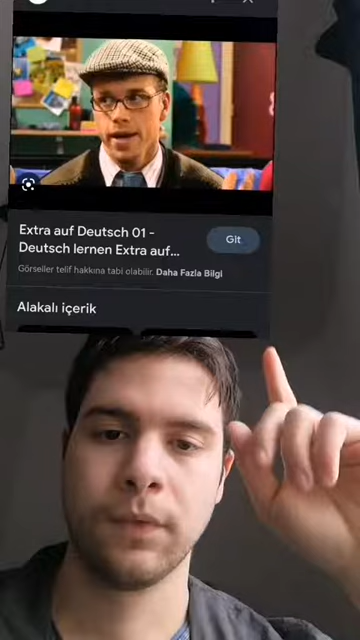 Extra auf Deutsch 01 -
Deutsch lernen Extra auf...
Git
Görseller telif hakkına tabi olabilir. Daha Fazla Bilgi
Alakalı içerik